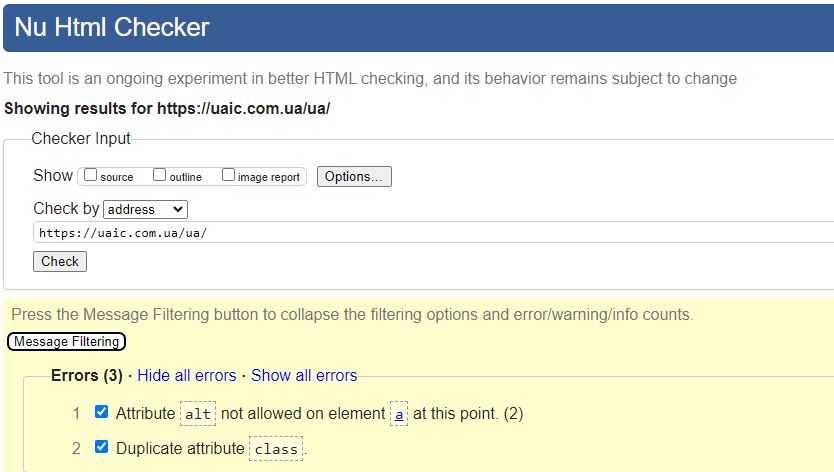 Nu Html Checker
This tool is an ongoing experiment in better HTML checking, and its behavior remains subject to change
Showing results for https://uaic.com.ua/ua/
Checker Input
Show source outline image report Options...
Check by address
https://uaic.com.ua/ua/
Check
Press the Message Filtering button to collapse the filtering options and error/warning/info counts.
Message Filtering
Errors (3) · Hide all errors · Show all errors
1 Attribute alt not allowed on element a at this point. (2)
2 Duplicate attribute class.